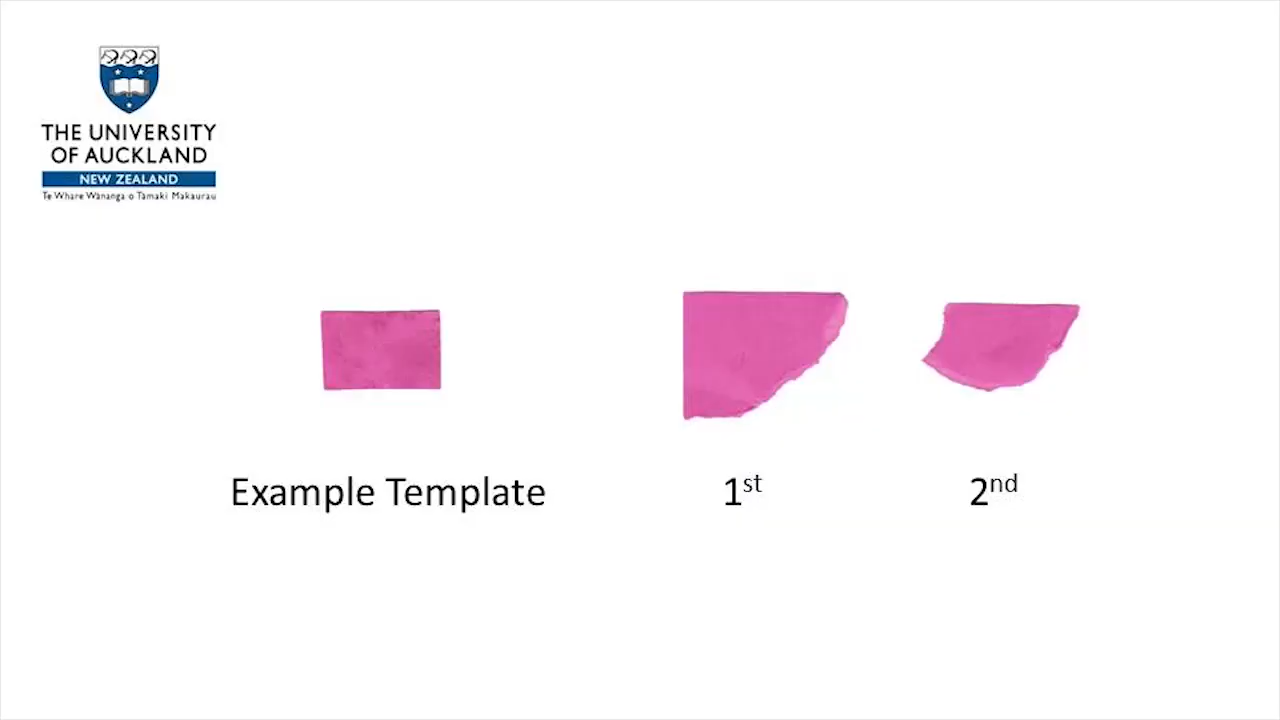 THE UNIVERSITY
OF AUCKLAND
NEW ZEALAND
Te Whare Wānanga o Tāmaki Makaurau
Example Template
1st
2nd